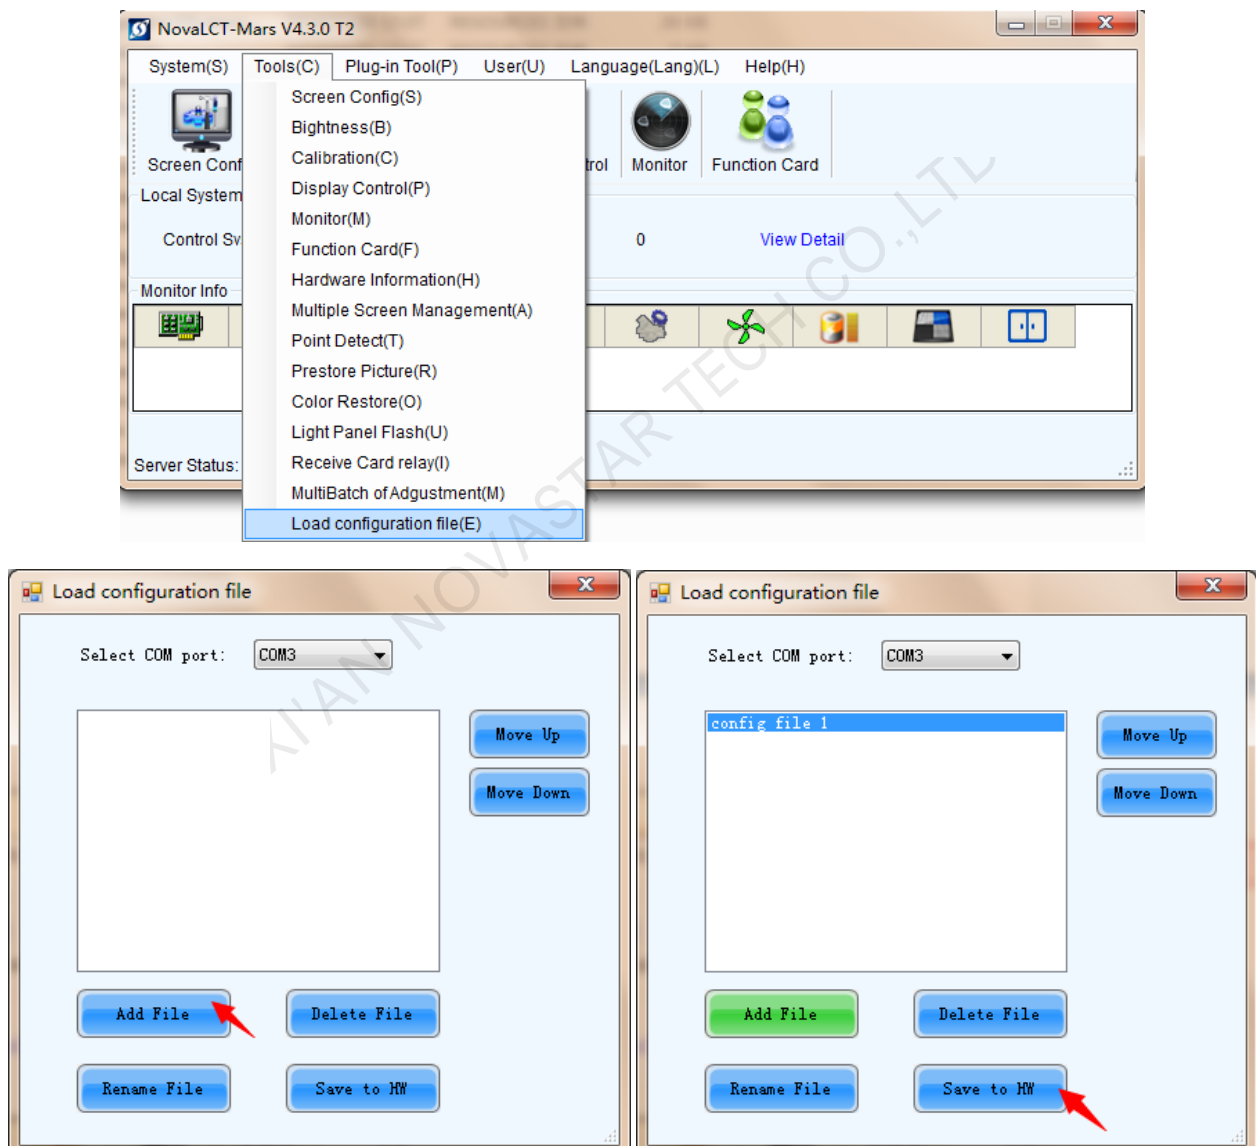 NovaLCT-Mars V4.3.0 T2
System(S) Tools(C) Plug-in Tool(P) User(U) Language(Lang)(L) Help(H)
Screen Config(S)
Bightness(B)
Calibration(C)
Display Control(P)
Monitor(M)
Function Card(F)
Hardware Information(H)
Multiple Screen Management(A)
Point Detect(T)
Prestore Picture(R)
Color Restore(O)
Light Panel Flash(U)
Receive Card relay(I)
MultiBatch of Adgustment(M)
Load configuration file(E)
Screen Conf
trol Monitor Function Card
Local System
Control Sy
0 View Detail
Monitor Info
Server Status:
XI'AN NOVASTAR TECH CO.,LTD
Load configuration file
Select COM port: COM3
Move Up
Move Down
Add File Delete File
Rename File Save to HW
Load configuration file
Select COM port: COM3
config file 1
Move Up
Move Down
Add File Delete File
Rename File Save to HW